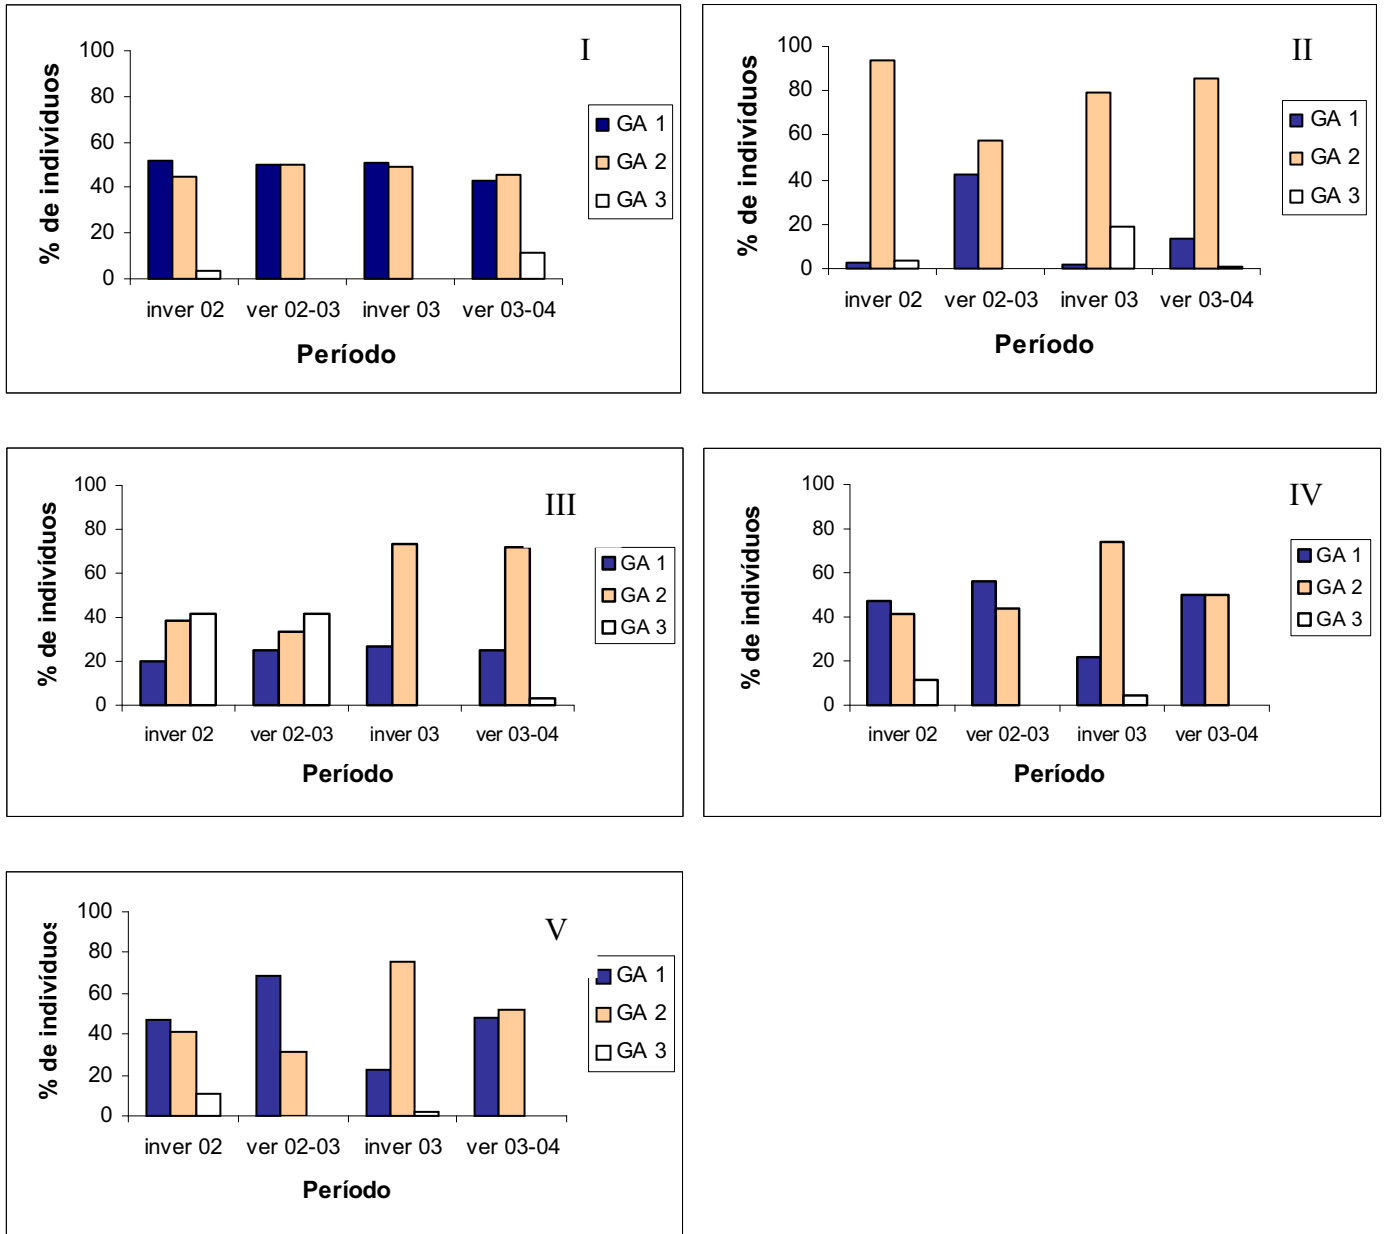 I
% de indivíduos
100
80
60
40
20
0
inver 02 ver 02-03 inver 03 ver 03-04
Período
GA 1
GA 2
GA 3
II
% de indivíduos
100
80
60
40
20
0
inver 02 ver 02-03 inver 03 ver 03-04
Período
GA 1
GA 2
GA 3
III
% de indivíduos
100
80
60
40
20
0
inver 02 ver 02-03 inver 03 ver 03-04
Período
GA 1
GA 2
GA 3
IV
% de indivíduos
100
80
60
40
20
0
inver 02 ver 02-03 inver 03 ver 03-04
Período
GA 1
GA 2
GA 3
V
% de indivíduos
100
80
60
40
20
0
inver 02 ver 02-03 inver 03 ver 03-04
Período
GA 1
GA 2
GA 3